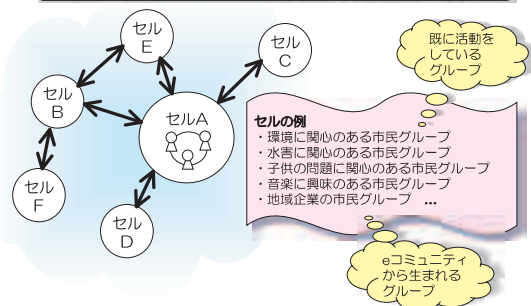 セル
E
セル
C
セル
B
セルA
セル
F
セル
D
既に活動を
している
グループ
セルの例
・環境に関心のある市民グループ
・水害に関心のある市民グループ
・子供の問題に関心のある市民グループ
・音楽に興味のある市民グループ
・地域企業の市民グループ …
eコミュニティ
から生まれる
グループ